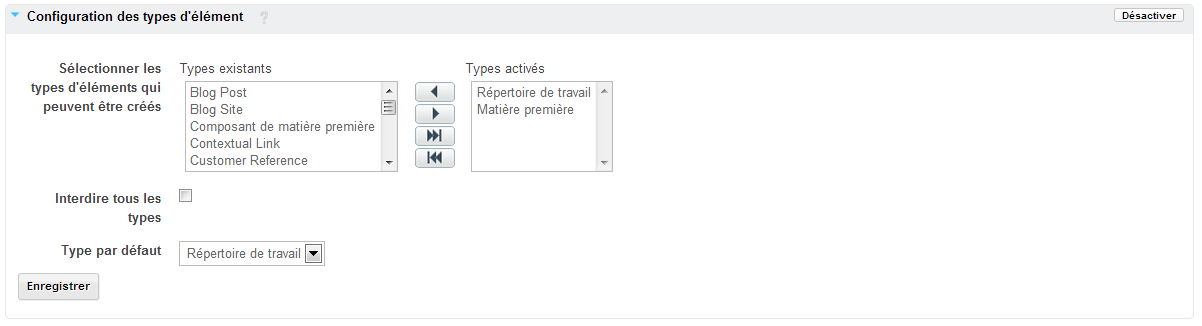 Configuration des types d'élément ?
Désactiver
Sélectionner les
types d'éléments qui
peuvent être créés
Types existants
Blog Post
Blog Site
Composant de matière première
Contextual Link
Customer Reference
Types activés
Répertoire de travail
Matière première
Interdire tous les
types
Type par défaut
Répertoire de travail
Enregistrer